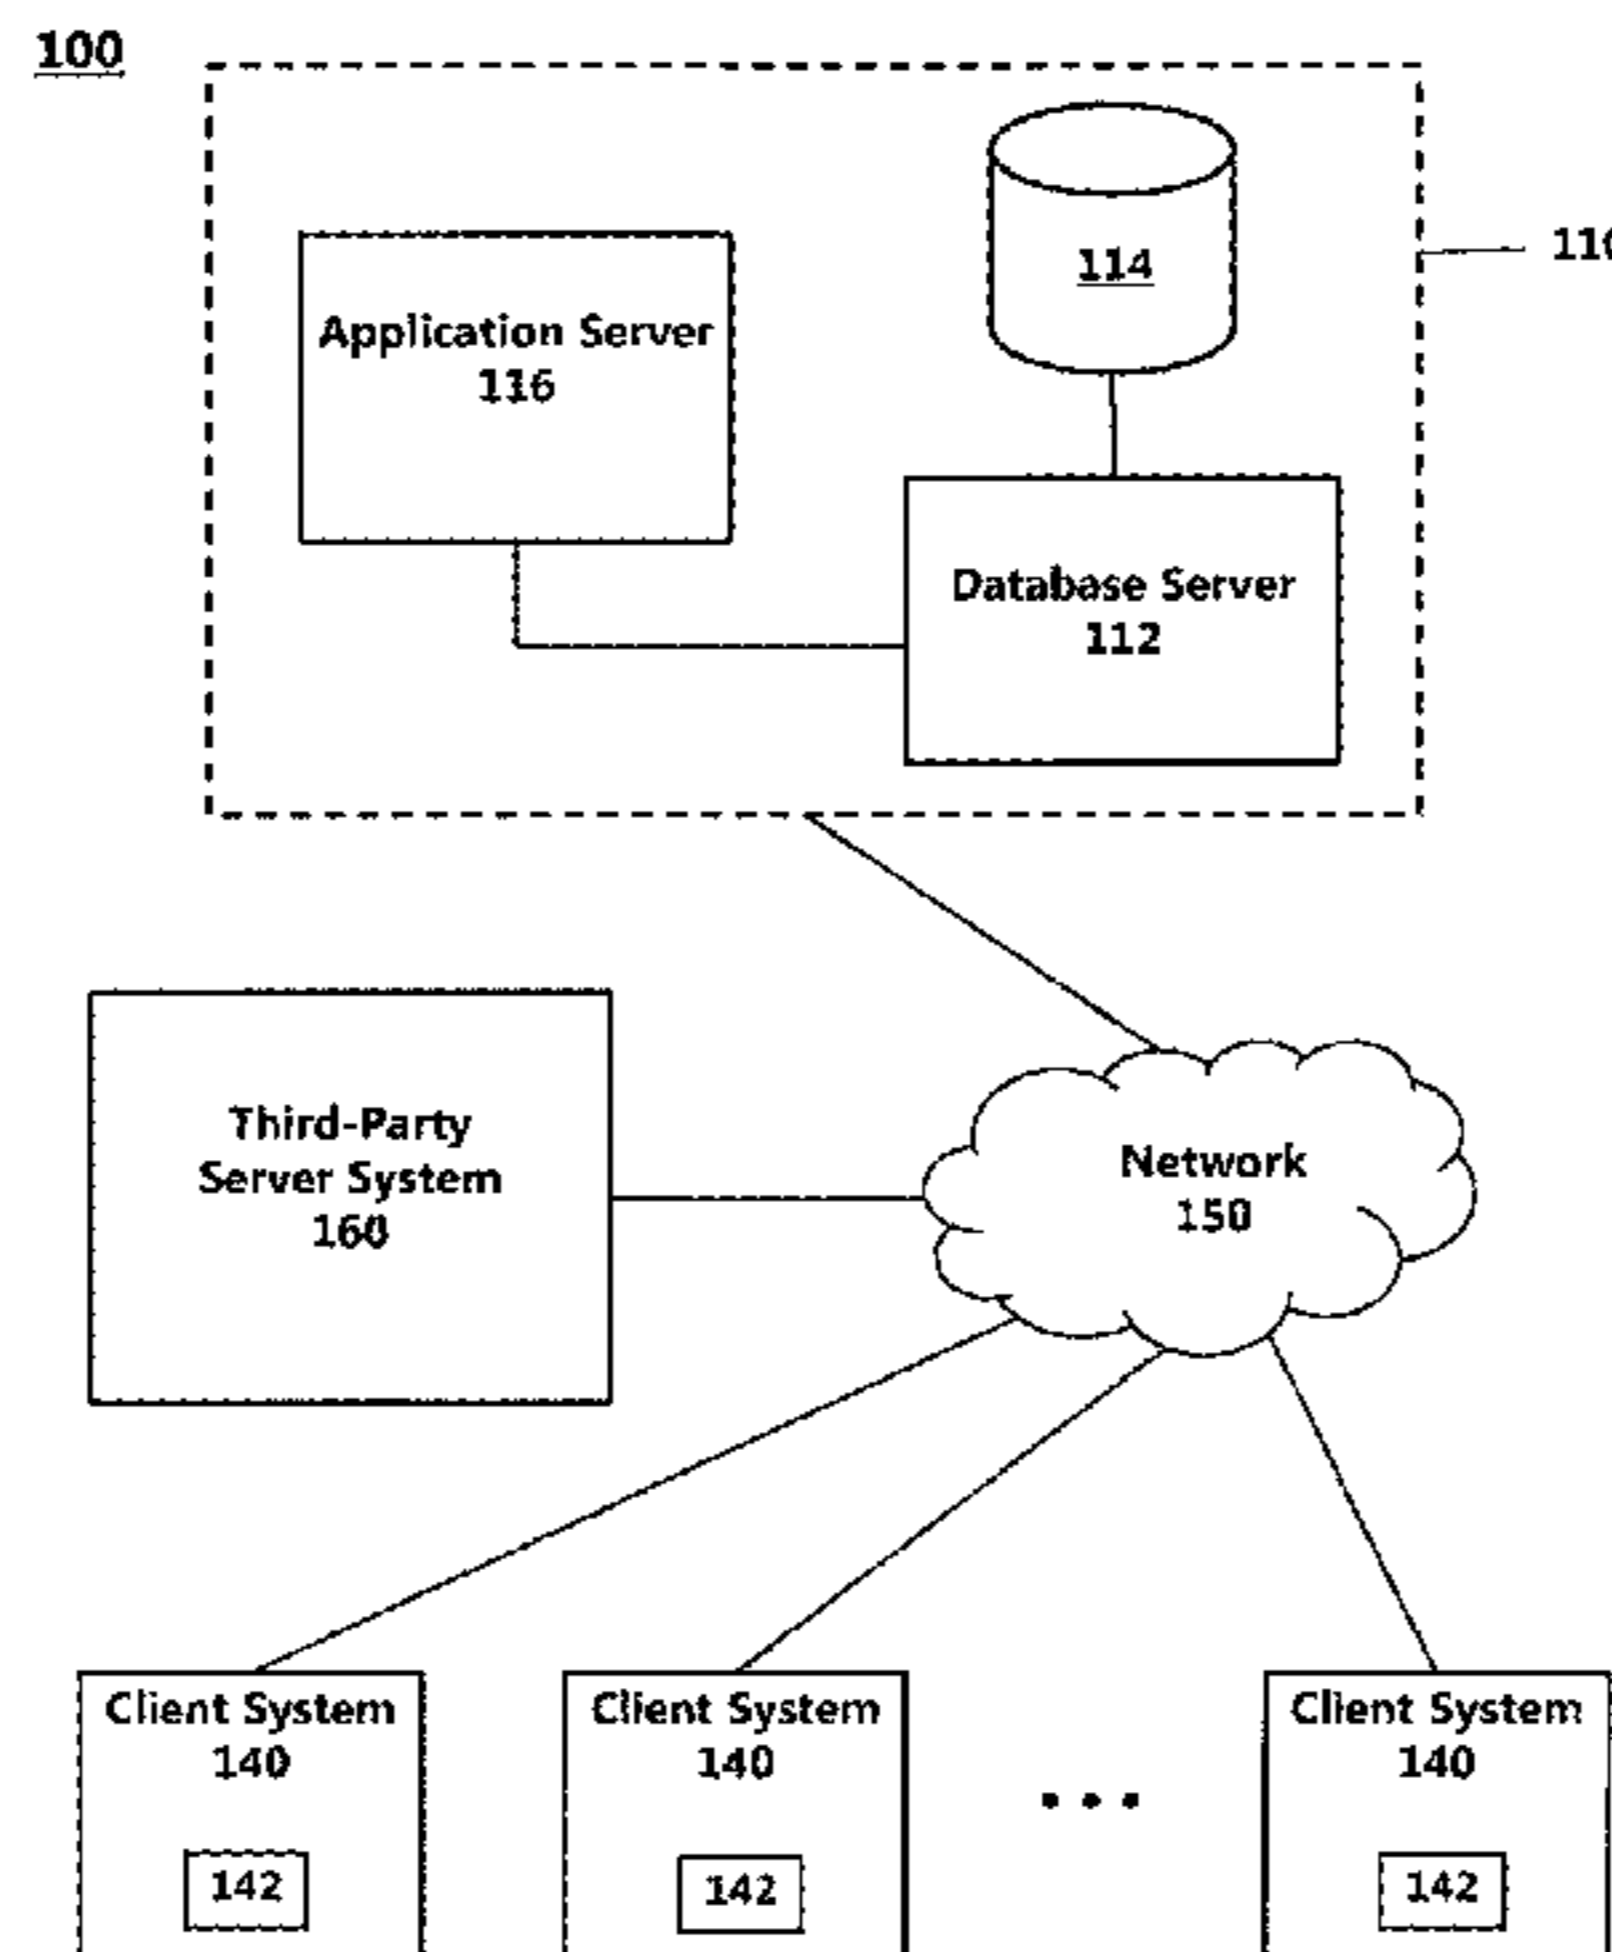 100
114
Application Server
116
Database Server
112
Third-Party
Server System
160
Network
150
Client System
140
142
Client System
140
142
• • •
Client System
140
142